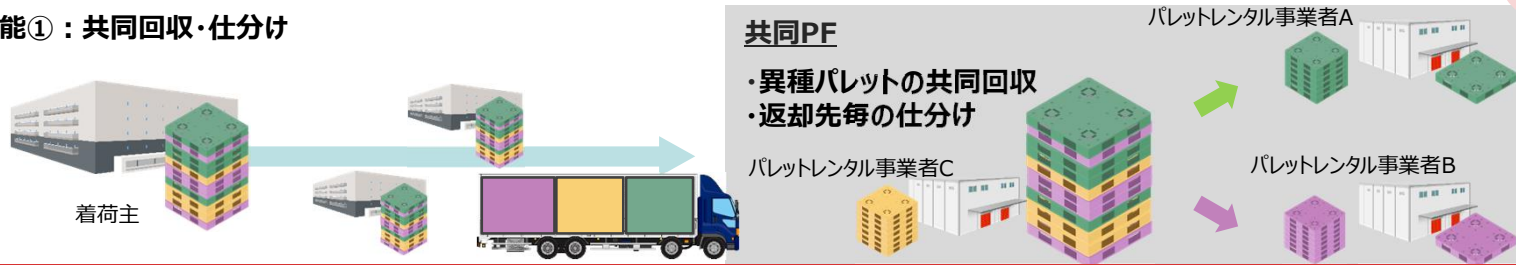 能①：共同回収･仕分け
着荷主
共同PF
･異種パレットの共同回収
･返却先毎の仕分け
パレットレンタル事業者C
パレットレンタル事業者A
パレットレンタル事業者B